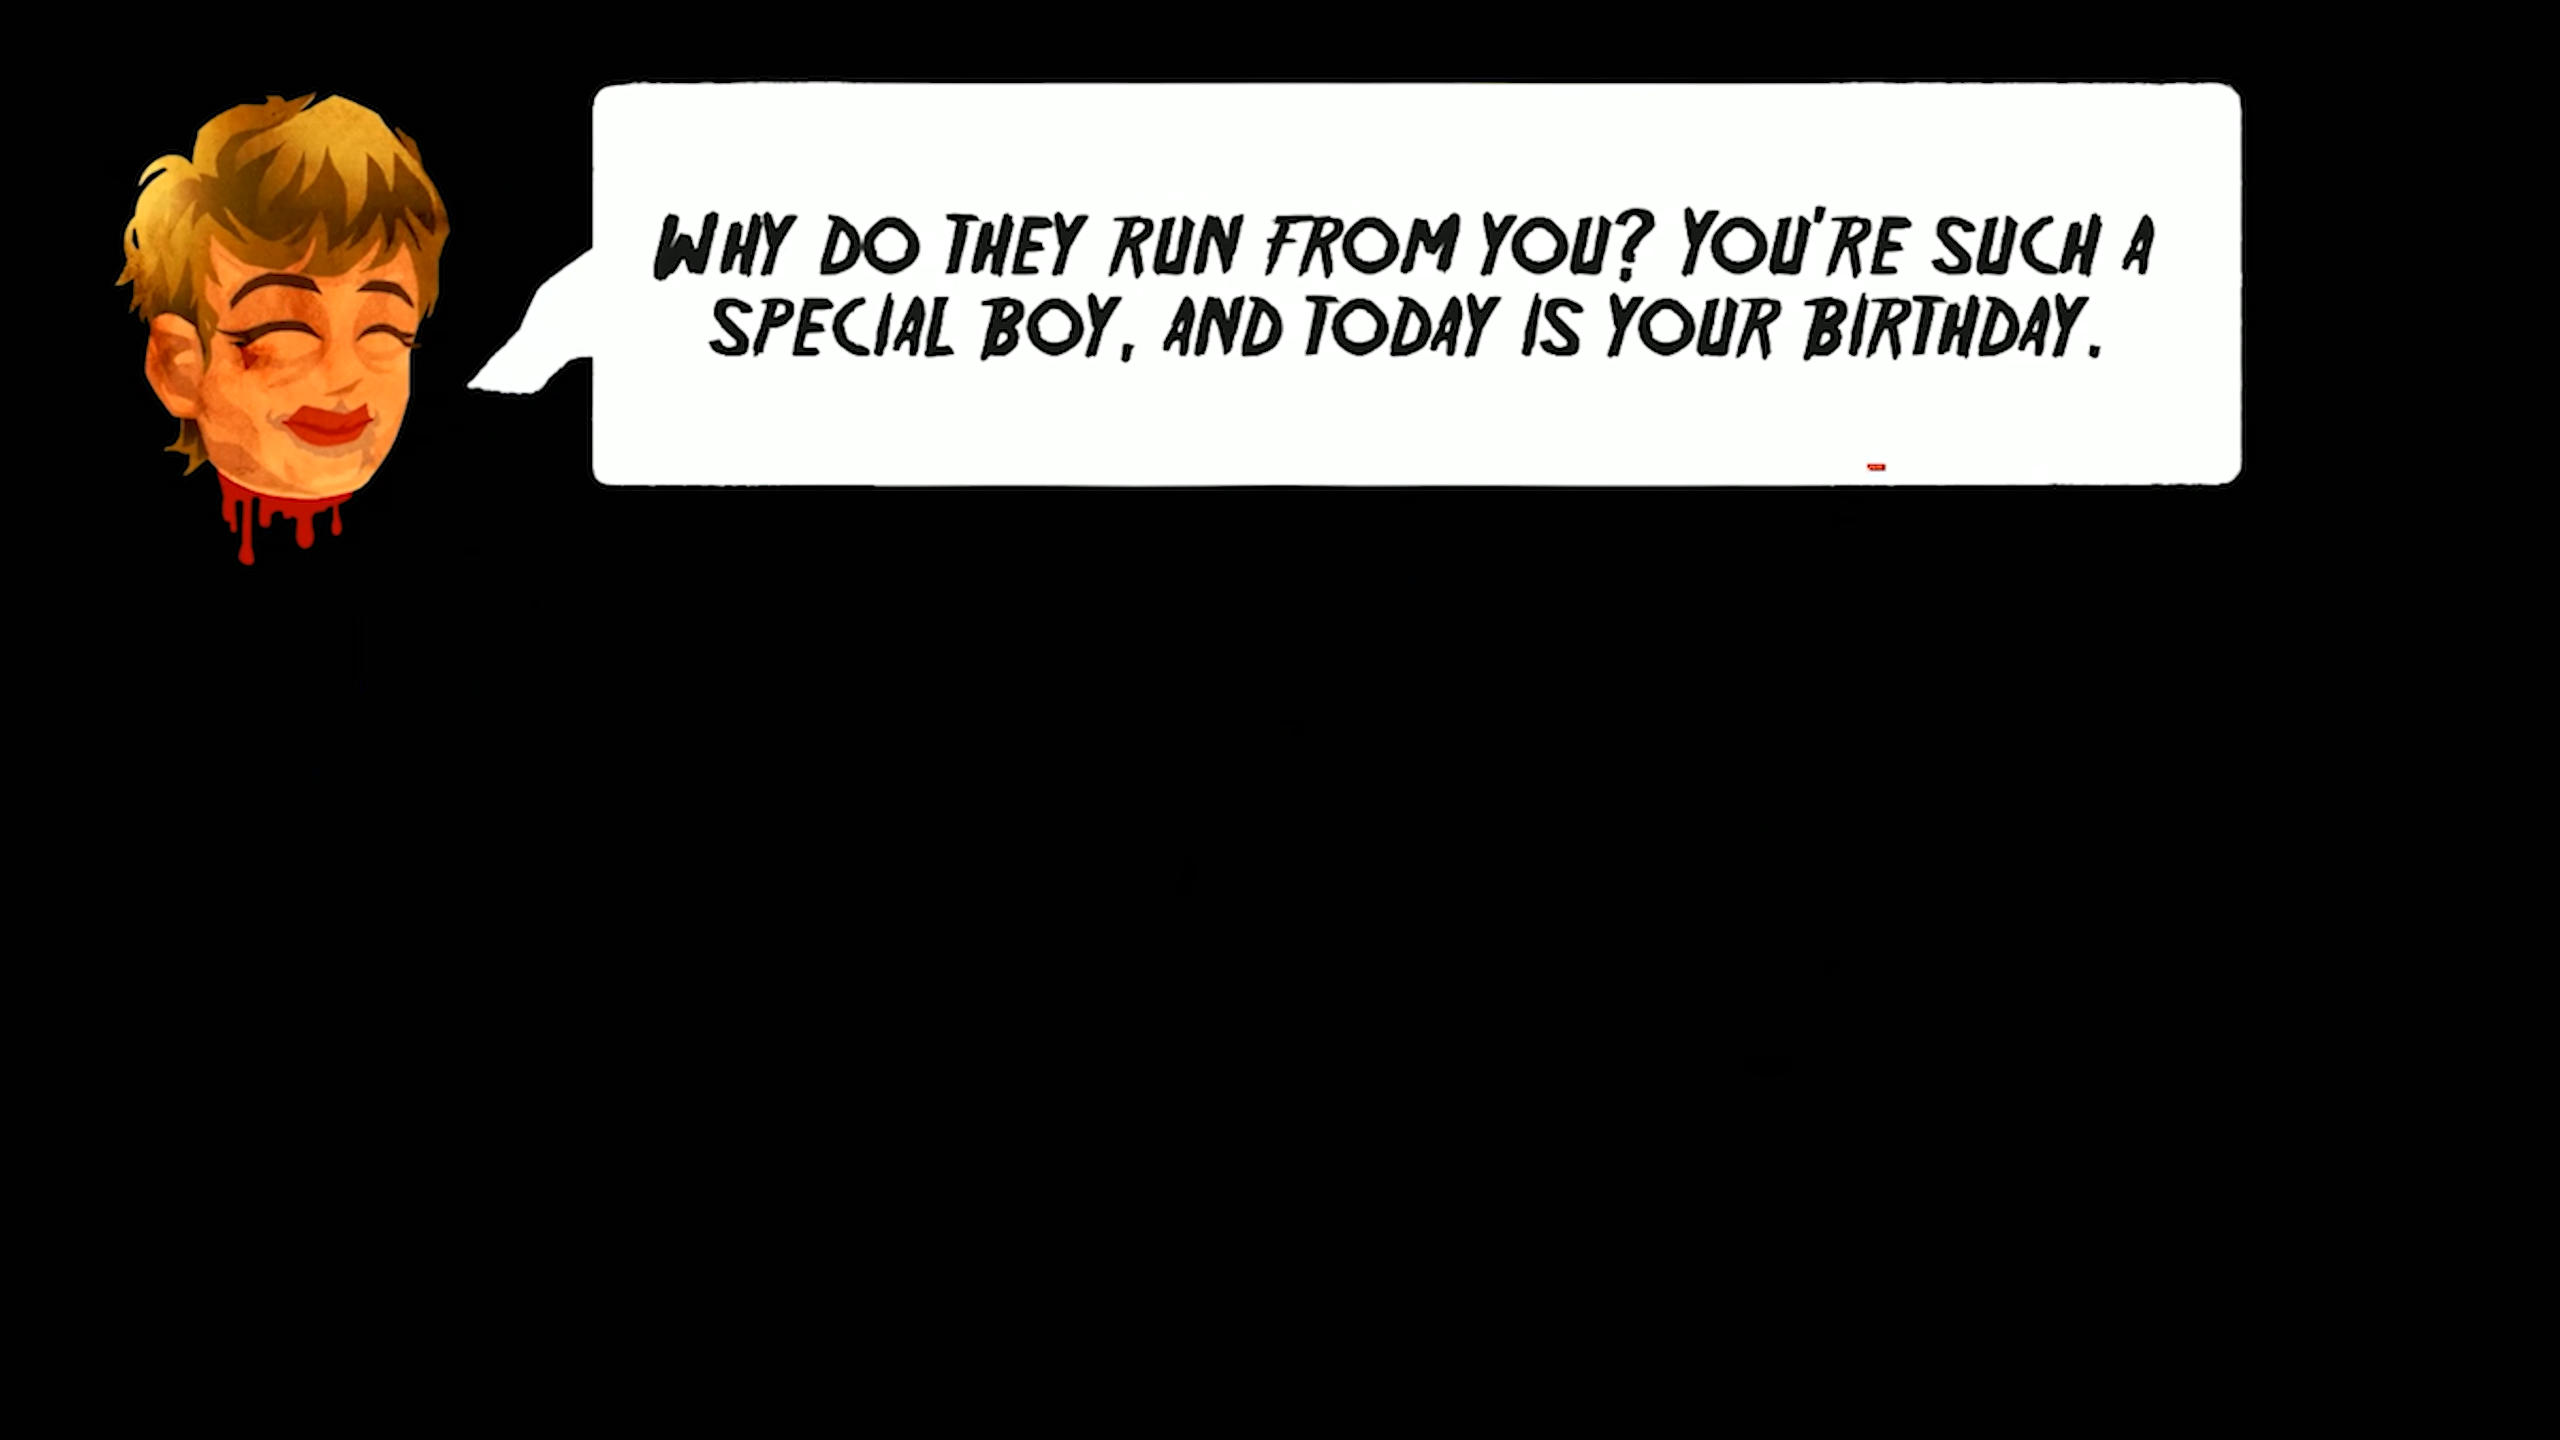 WHY DO THEY RUN FROM YOU? YOU'RE SUCH A
SPECIAL BOY, AND TODAY IS YOUR BIRTHDAY.